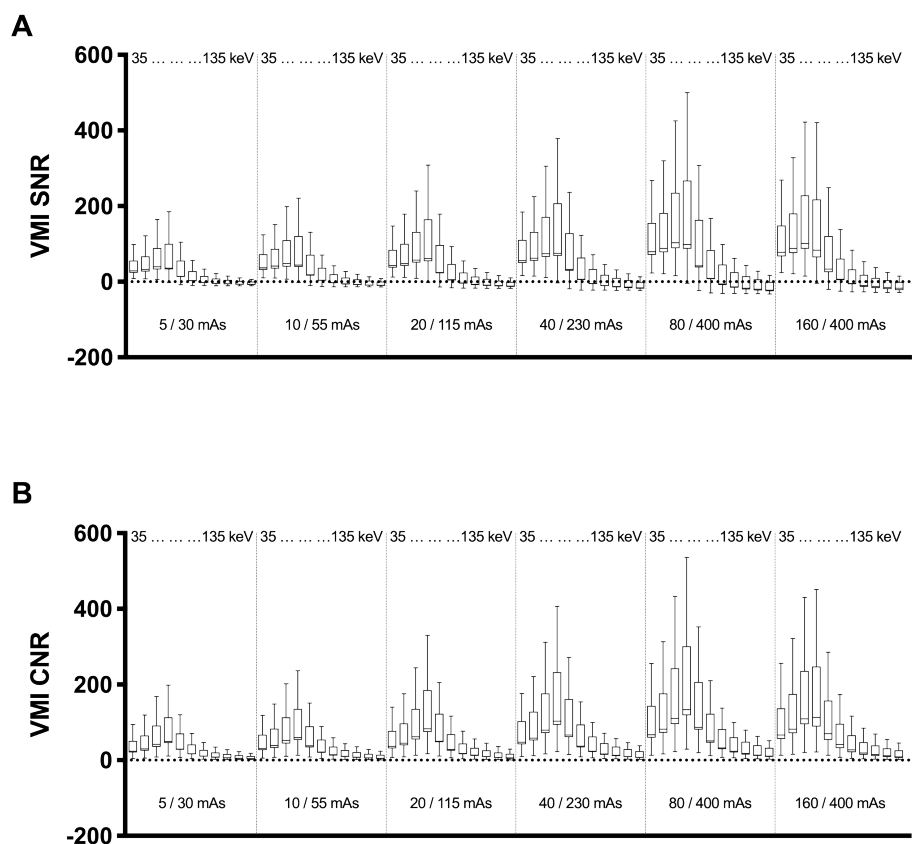 A
600
400
200
0
-200
VMI SNR
35 ... ... ...135 keV
35 ... ... ...135 keV
35 ... ... ...135 keV
35 ... ... ...135 keV
35 ... ... ...135 keV
35 ... ... ...135 keV
5 / 30 mAs
10 / 55 mAs
20 / 115 mAs
40 / 230 mAs
80 / 400 mAs
160 / 400 mAs
B
600
400
200
0
-200
VMI CNR
35 ... ... ...135 keV
35 ... ... ...135 keV
35 ... ... ...135 keV
35 ... ... ...135 keV
35 ... ... ...135 keV
35 ... ... ...135 keV
5 / 30 mAs
10 / 55 mAs
20 / 115 mAs
40 / 230 mAs
80 / 400 mAs
160 / 400 mAs